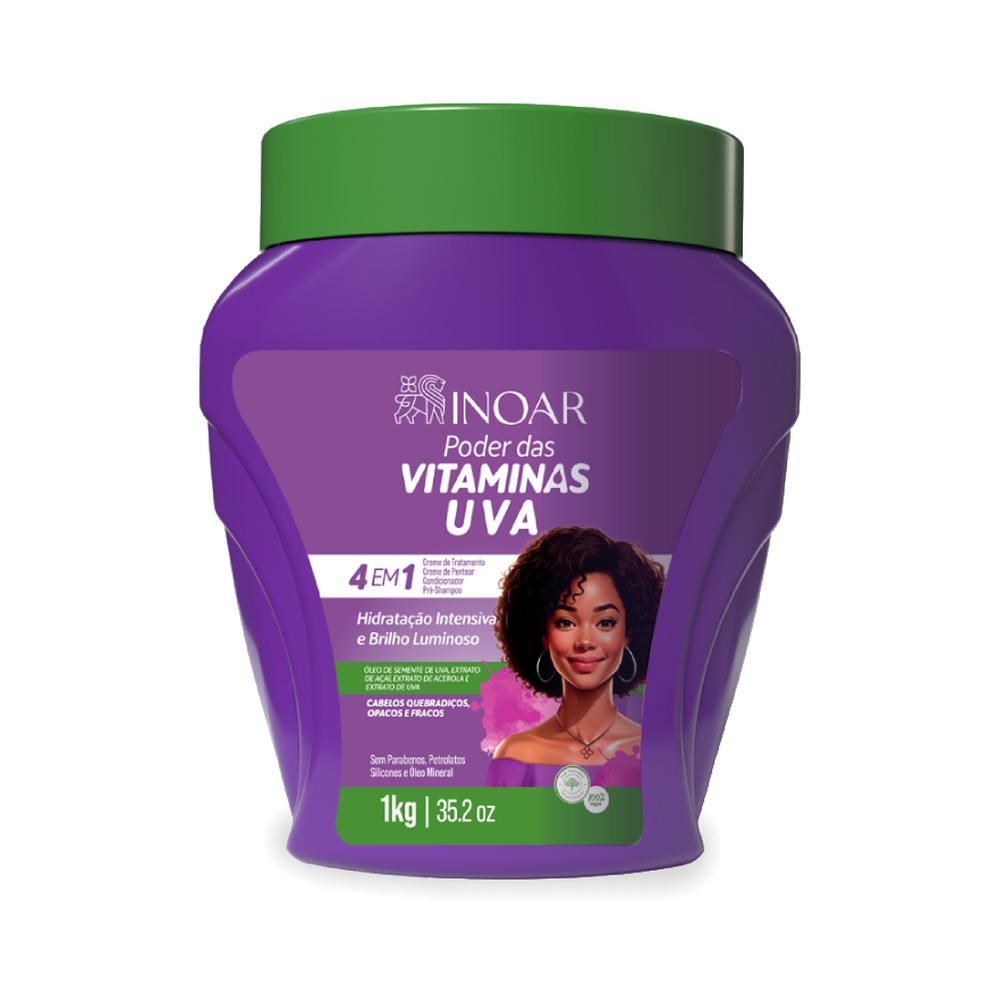 INOAR
Poder das
VITAMINAS
UVA
4 EM 1
Creme de Tratamento
Creme de Pentear
Condicionador
Pré-Shampoo
Hidratação Intensiva
e Brilho Luminoso
ÓLEO DE SEMENTE DE UVA, EXTRATO
DE AÇAÍ, EXTRATO DE ACEROLA E
EXTRATO DE UVA
CABELOS QUEBRADIÇOS,
OPACOS E FRACOS
Sem Parabenos, Petrolatos
Silicones e Óleo Mineral
100%
vegan
1kg | 35.2 oz